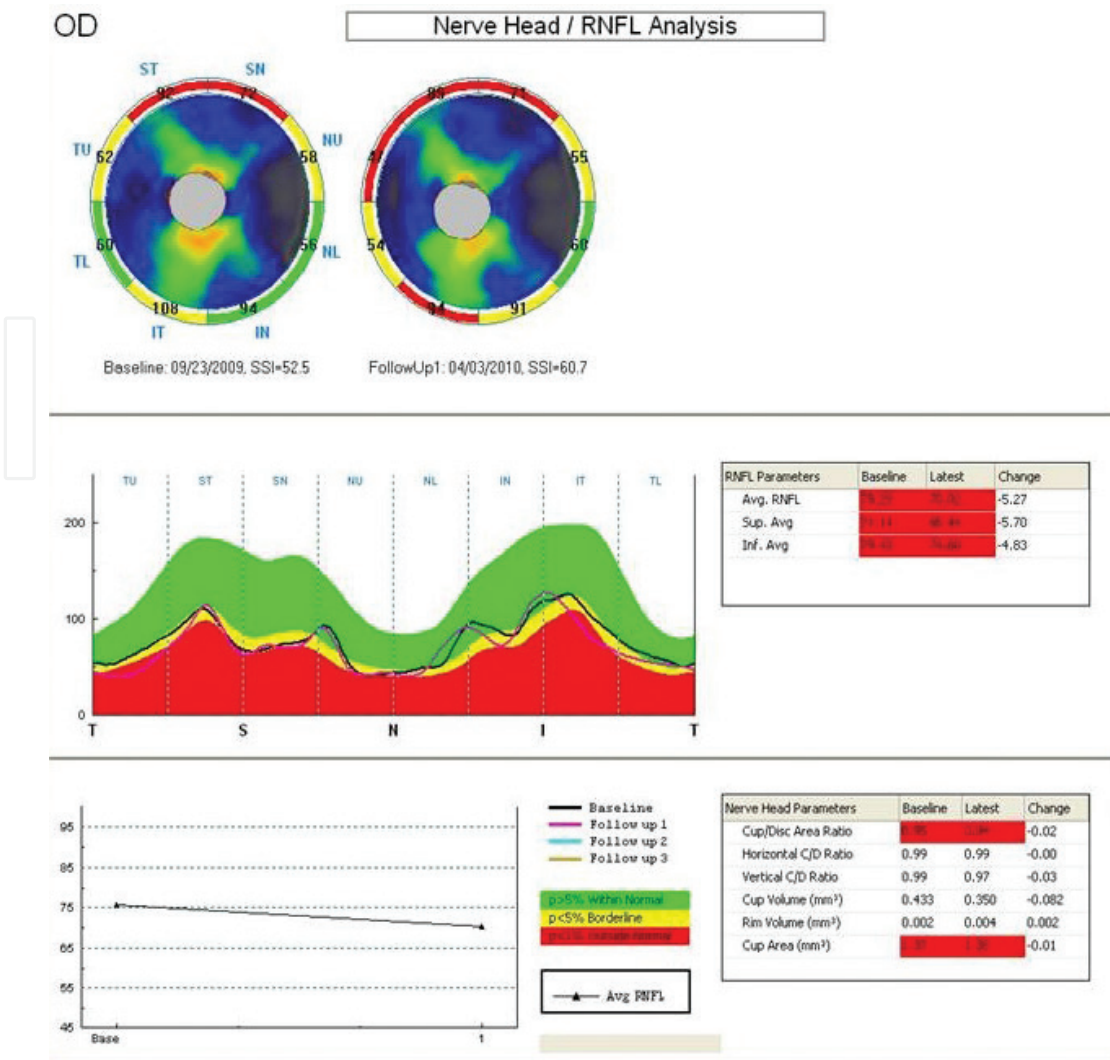 OD
Nerve Head / RNFL Analysis
ST SN
92 72
TU 62 58 NU
TL 60 56 NL
108 94
IT IN
85 71
47 55
54 60
91
Baseline: 09/23/2009, SSI=52.5
FollowUp1: 04/03/2010, SSI=60.7
TU ST SN NU NL IN IT TL
200
100
0
T S N I T
RNFL Parameters Baseline Latest Change
Avg. RNFL -5.27
Sup. Avg -5.70
Inf. Avg -4.83
95
85
75
65
55
45
Base 1
Baseline
Follow up 1
Follow up 2
Follow up 3
p>5% Within Normal
p<5% Borderline
p<1% Outside Normal
Avg RNFL
Nerve Head Parameters Baseline Latest Change
Cup/Disc Area Ratio -0.02
Horizontal C/D Ratio 0.99 0.99 -0.00
Vertical C/D Ratio 0.99 0.97 -0.03
Cup Volume (mm³) 0.433 0.350 -0.082
Rim Volume (mm³) 0.002 0.004 0.002
Cup Area (mm²) -0.01